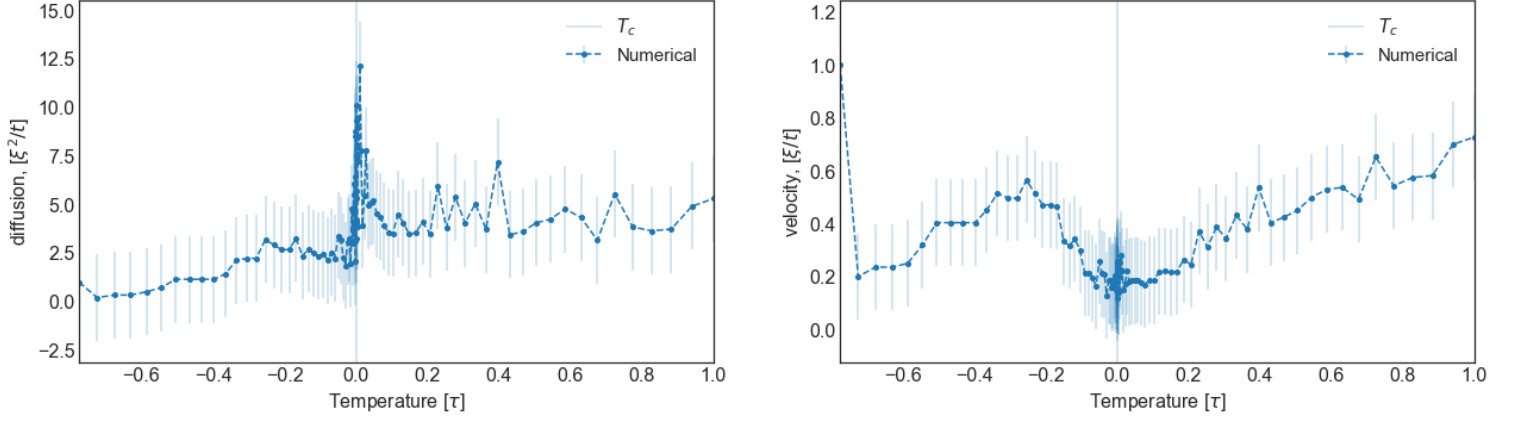 15.0
12.5
10.0
7.5
5.0
2.5
0.0
−2.5
diffusion, [ξ²/t]
T_c
Numerical
−0.6 −0.4 −0.2 0.0 0.2 0.4 0.6 0.8 1.0
Temperature [τ]
1.2
1.0
0.8
0.6
0.4
0.2
0.0
velocity, [ξ/t]
T_c
Numerical
−0.6 −0.4 −0.2 0.0 0.2 0.4 0.6 0.8 1.0
Temperature [τ]